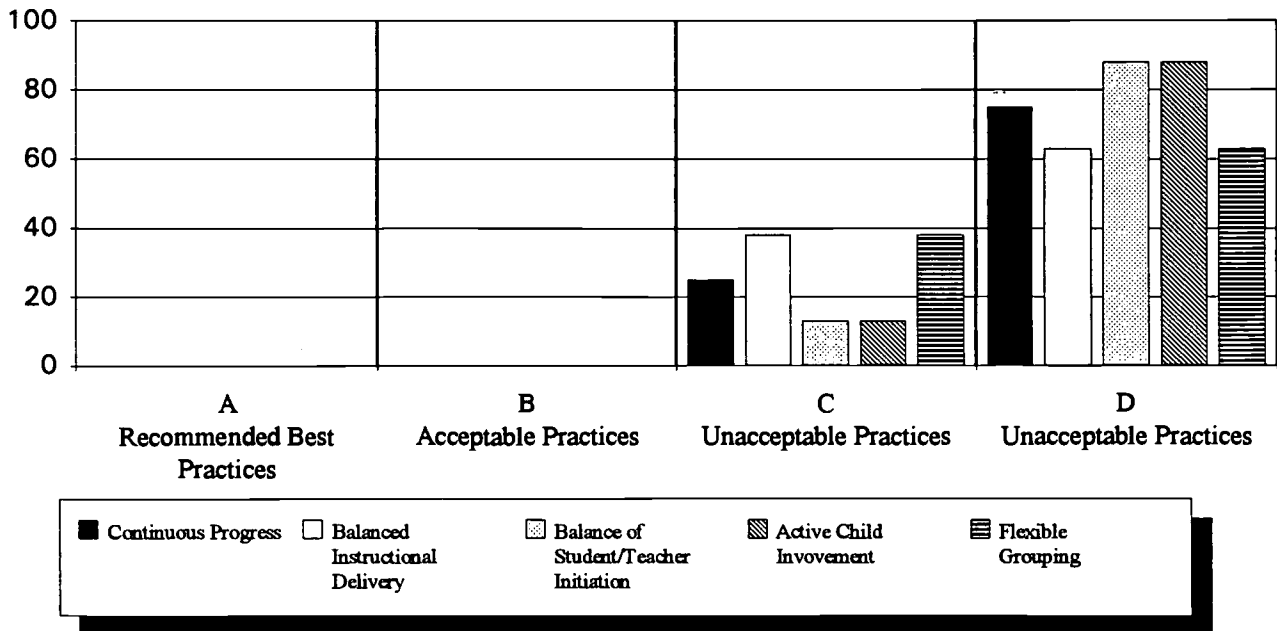 100
80
60
40
20
0
A
Recommended Best
Practices
B
Acceptable Practices
C
Unacceptable Practices
D
Unacceptable Practices
Continuous Progress
Balanced
Instructional
Delivery
Balance of
Student/Teacher
Initiation
Active Child
Invovement
Flexible
Grouping